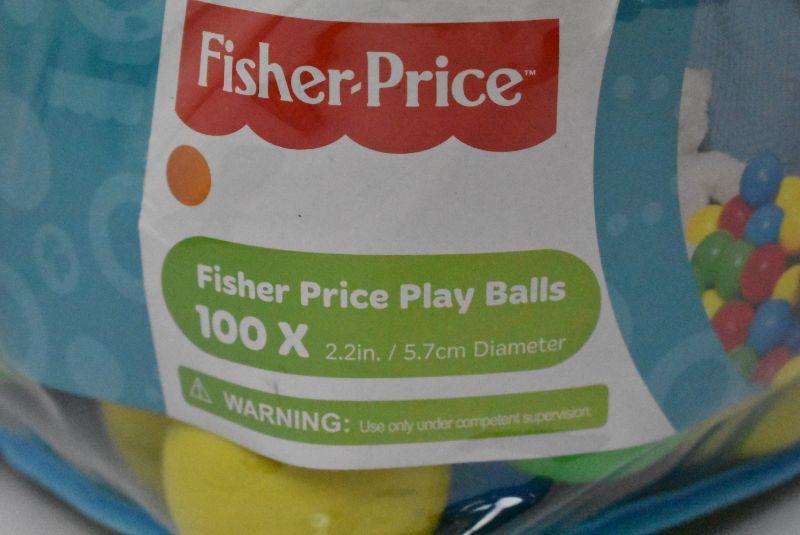 Fisher-Price™
Fisher Price Play Balls
100 X 2.2in. / 5.7cm Diameter
WARNING: Use only under competent supervision.